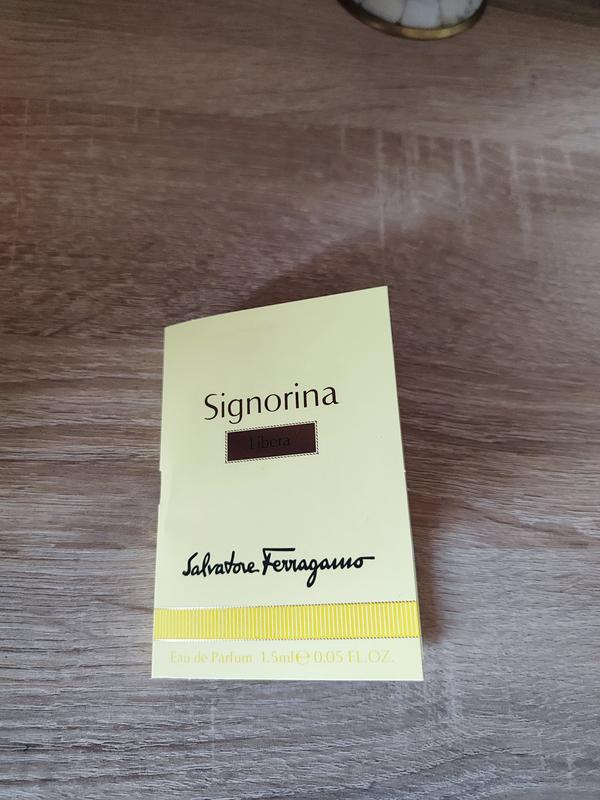 Signorina
Libera
Salvatore Ferragamo
Eau de Parfum 1.5ml ℮ 0.05 FL.OZ.